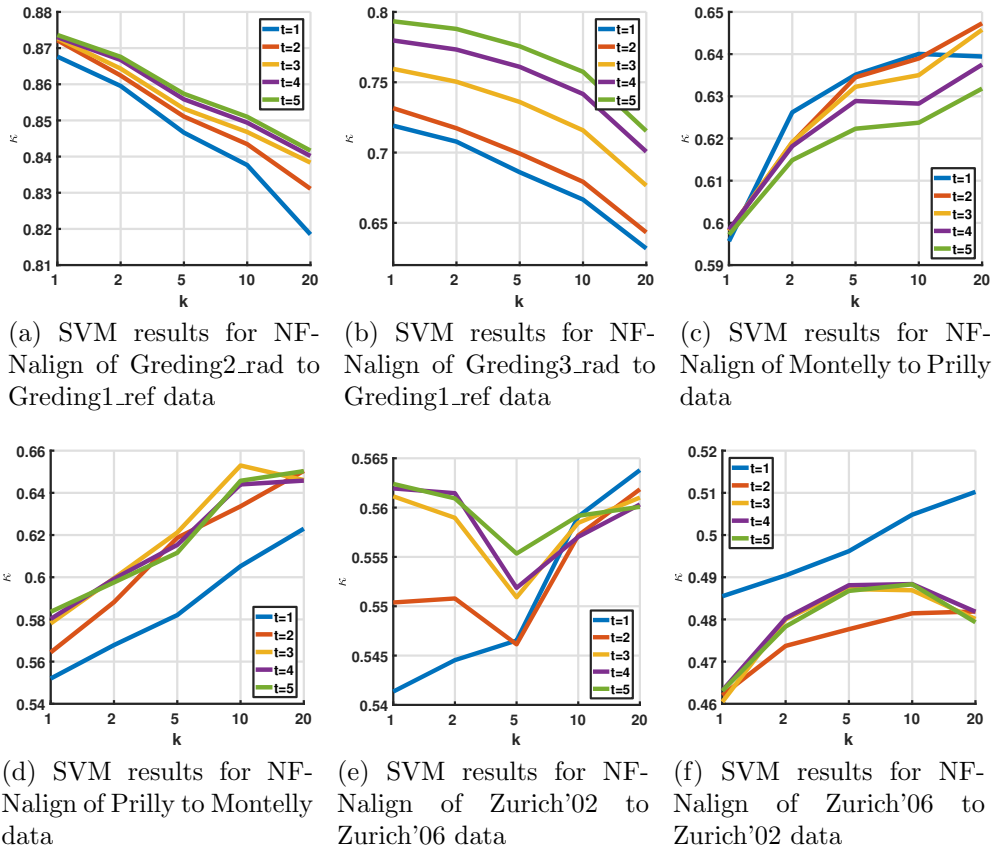 0.88
0.87
0.86
0.85
0.84
0.83
0.82
0.81
κ
1 2 5 10 20
k
t=1
t=2
t=3
t=4
t=5
0.8
0.75
0.7
0.65
κ
1 2 5 10 20
k
t=1
t=2
t=3
t=4
t=5
0.65
0.64
0.63
0.62
0.61
0.6
0.59
κ
1 2 5 10 20
k
t=1
t=2
t=3
t=4
t=5
(a) SVM results for NF-
Nalign of Greding2_rad to
Greding1_ref data
(b) SVM results for NF-
Nalign of Greding3_rad to
Greding1_ref data
(c) SVM results for NF-
Nalign of Montelly to Prilly
data
0.66
0.64
0.62
0.6
0.58
0.56
0.54
κ
1 2 5 10 20
k
t=1
t=2
t=3
t=4
t=5
0.565
0.56
0.555
0.55
0.545
0.54
κ
1 2 5 10 20
k
t=1
t=2
t=3
t=4
t=5
0.52
0.51
0.5
0.49
0.48
0.47
0.46
κ
1 2 5 10 20
k
t=1
t=2
t=3
t=4
t=5
(d) SVM results for NF-
Nalign of Prilly to Montelly
data
(e) SVM results for NF-
Nalign of Zurich'02 to
Zurich'06 data
(f) SVM results for NF-
Nalign of Zurich'06 to
Zurich'02 data